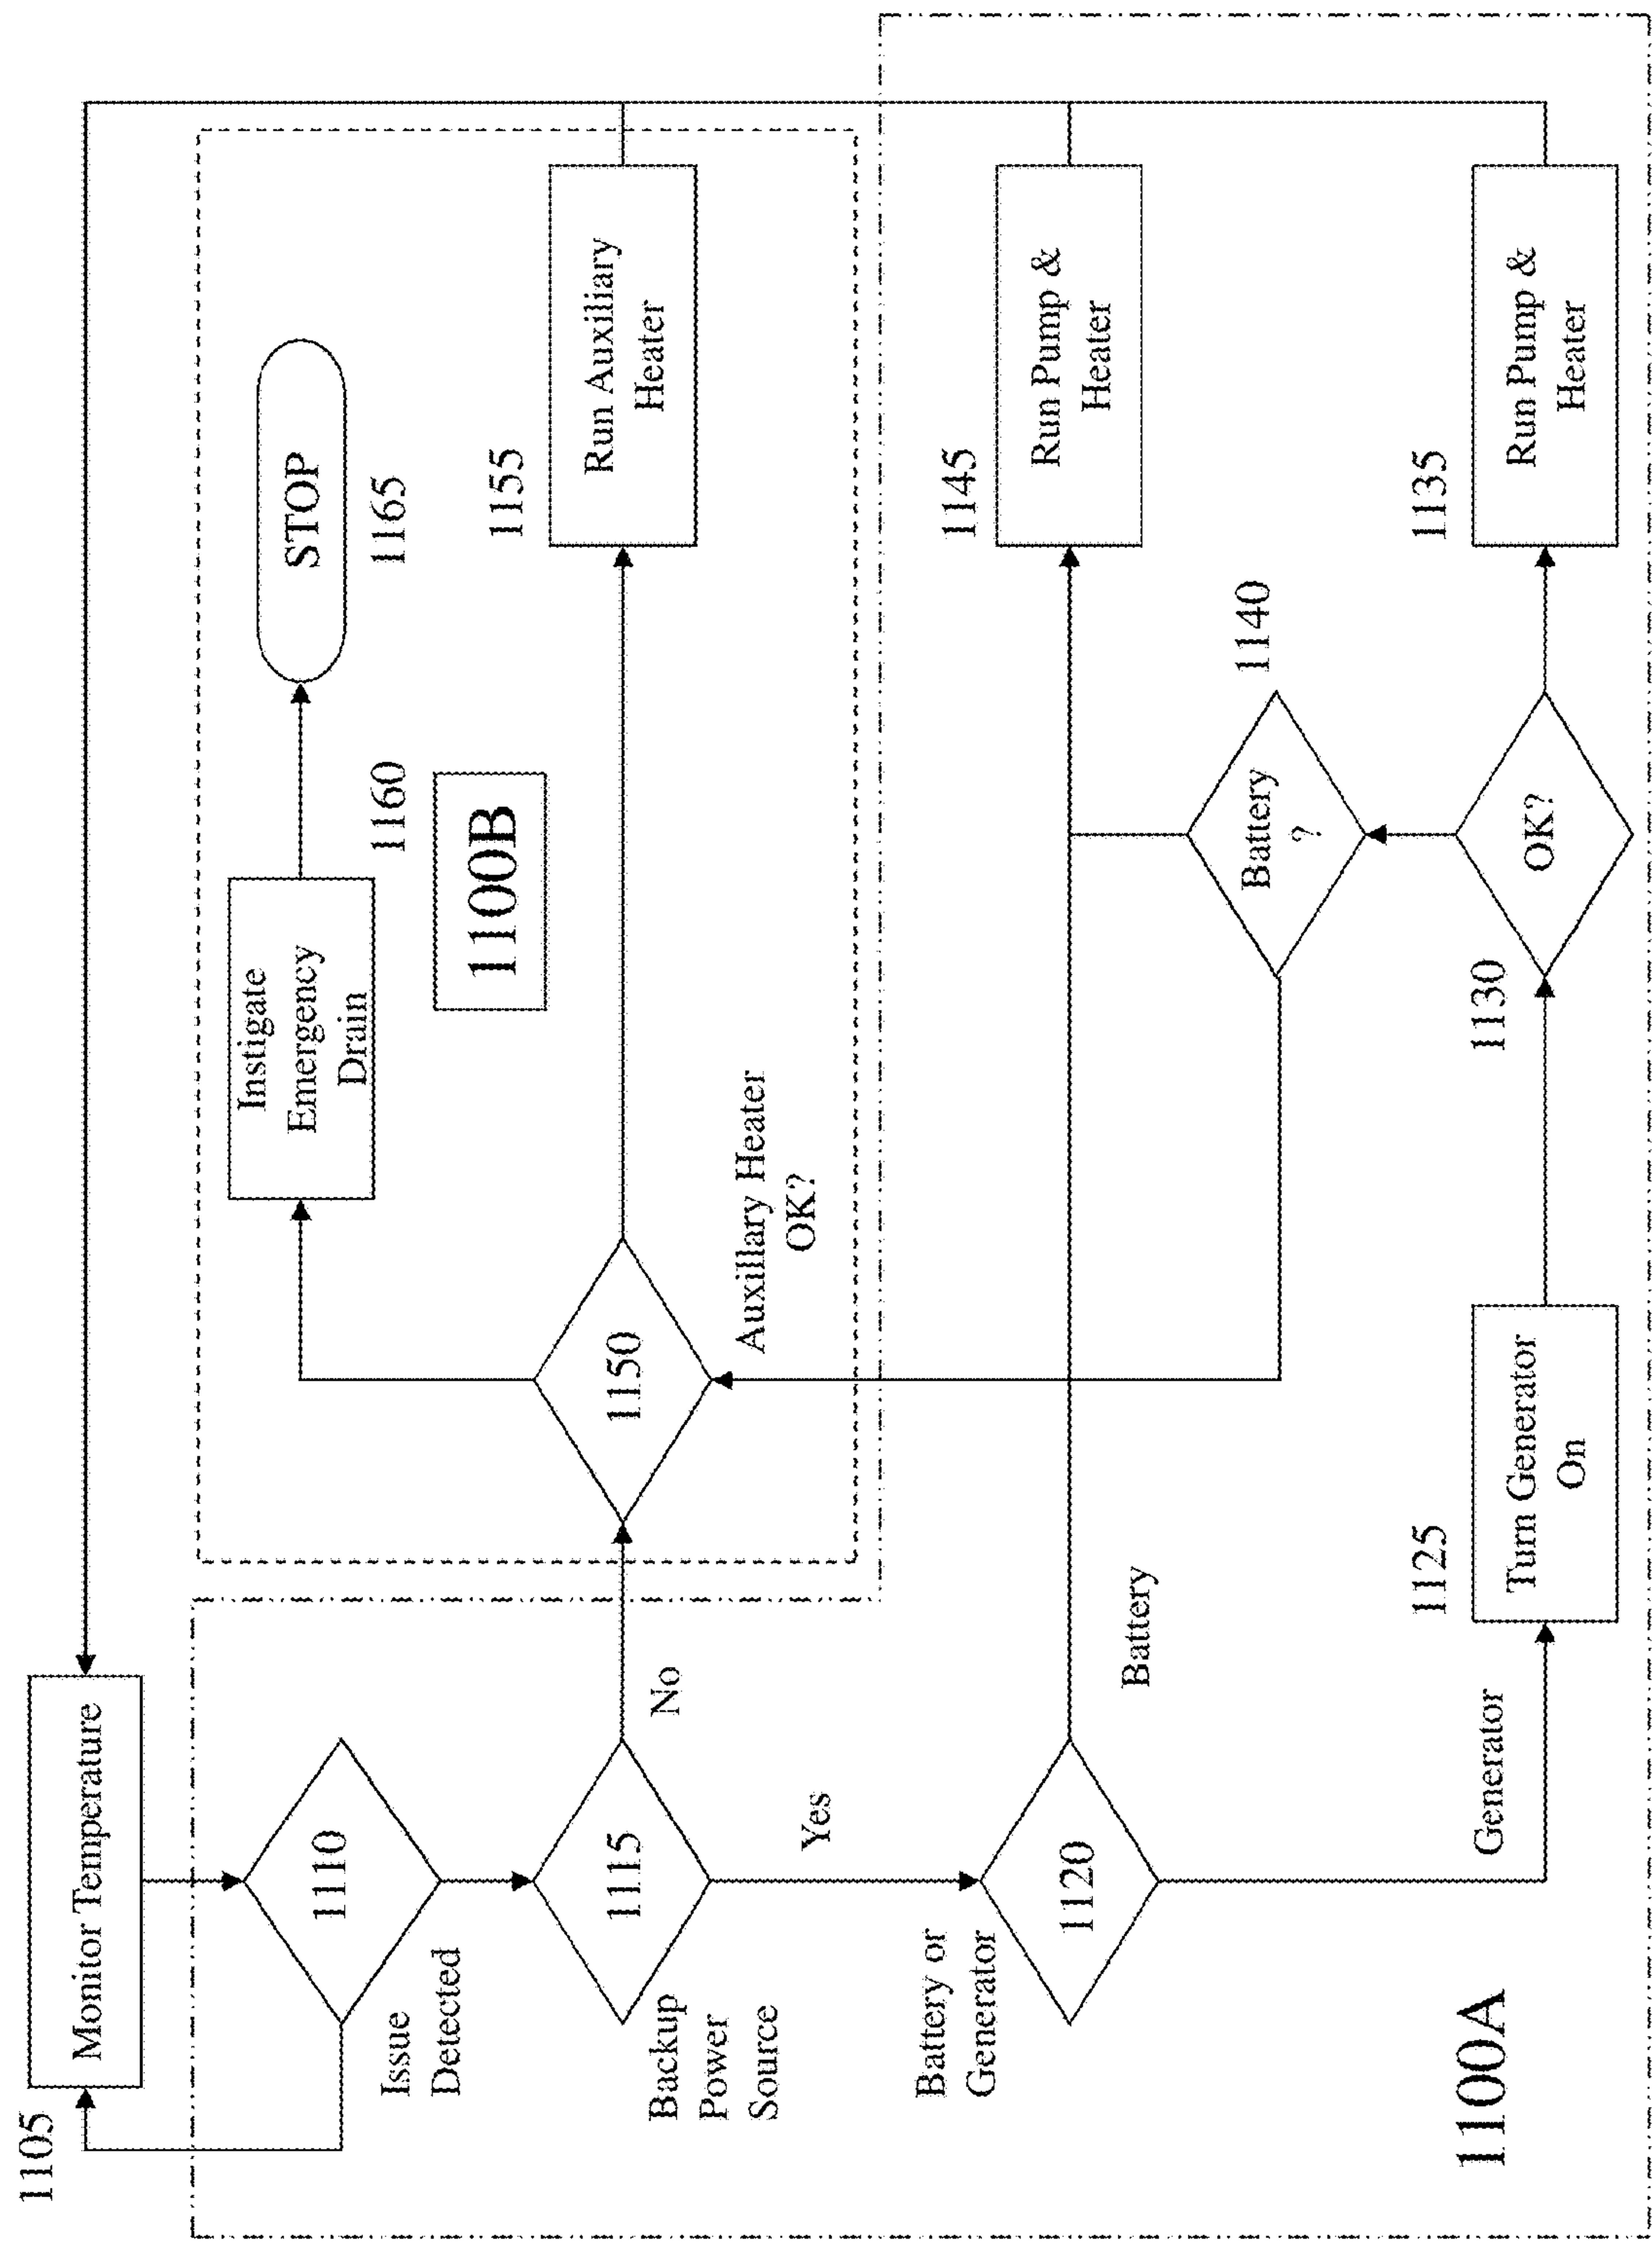 1105
Monitor Temperature
1110
Issue
Detected
1115
Backup
Power
Source
No
Yes
Instigate
Emergency
Drain
1160
STOP
1165
1100B
1150
Auxillary Heater
OK?
1155
Run Auxiliary
Heater
Battery or
Generator
1120
Battery
1145
Run Pump &
Heater
Battery
?
1140
Generator
1125
Turn Generator
On
1130
OK?
1135
Run Pump &
Heater
1100A